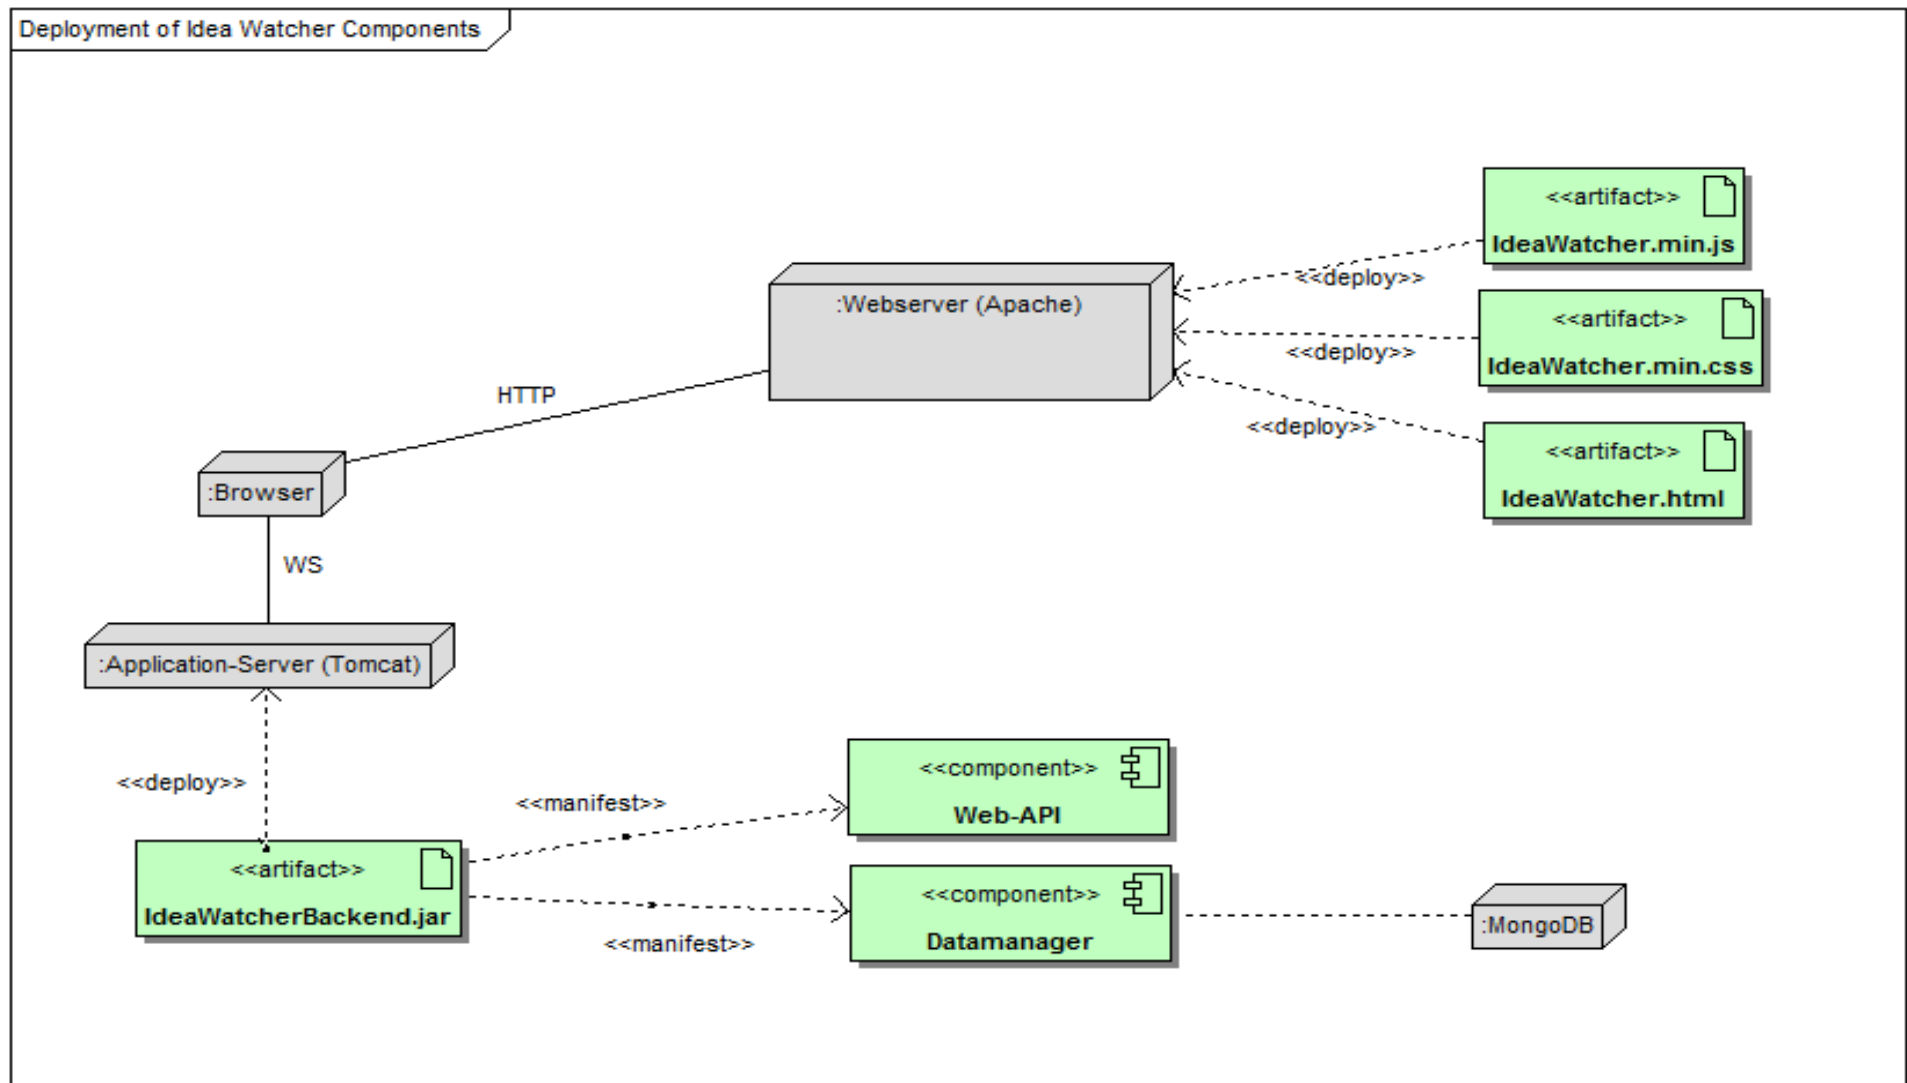 Deployment of Idea Watcher Components
<<artifact>>
IdeaWatcher.min.js
<<deploy>>
:Webserver (Apache)
<<artifact>>
IdeaWatcher.min.css
<<deploy>>
HTTP
<<artifact>>
IdeaWatcher.html
<<deploy>>
:Browser
WS
:Application-Server (Tomcat)
<<deploy>>
<<manifest>>
<<component>>
Web-API
<<artifact>>
IdeaWatcherBackend.jar
<<manifest>>
<<component>>
Datamanager
:MongoDB